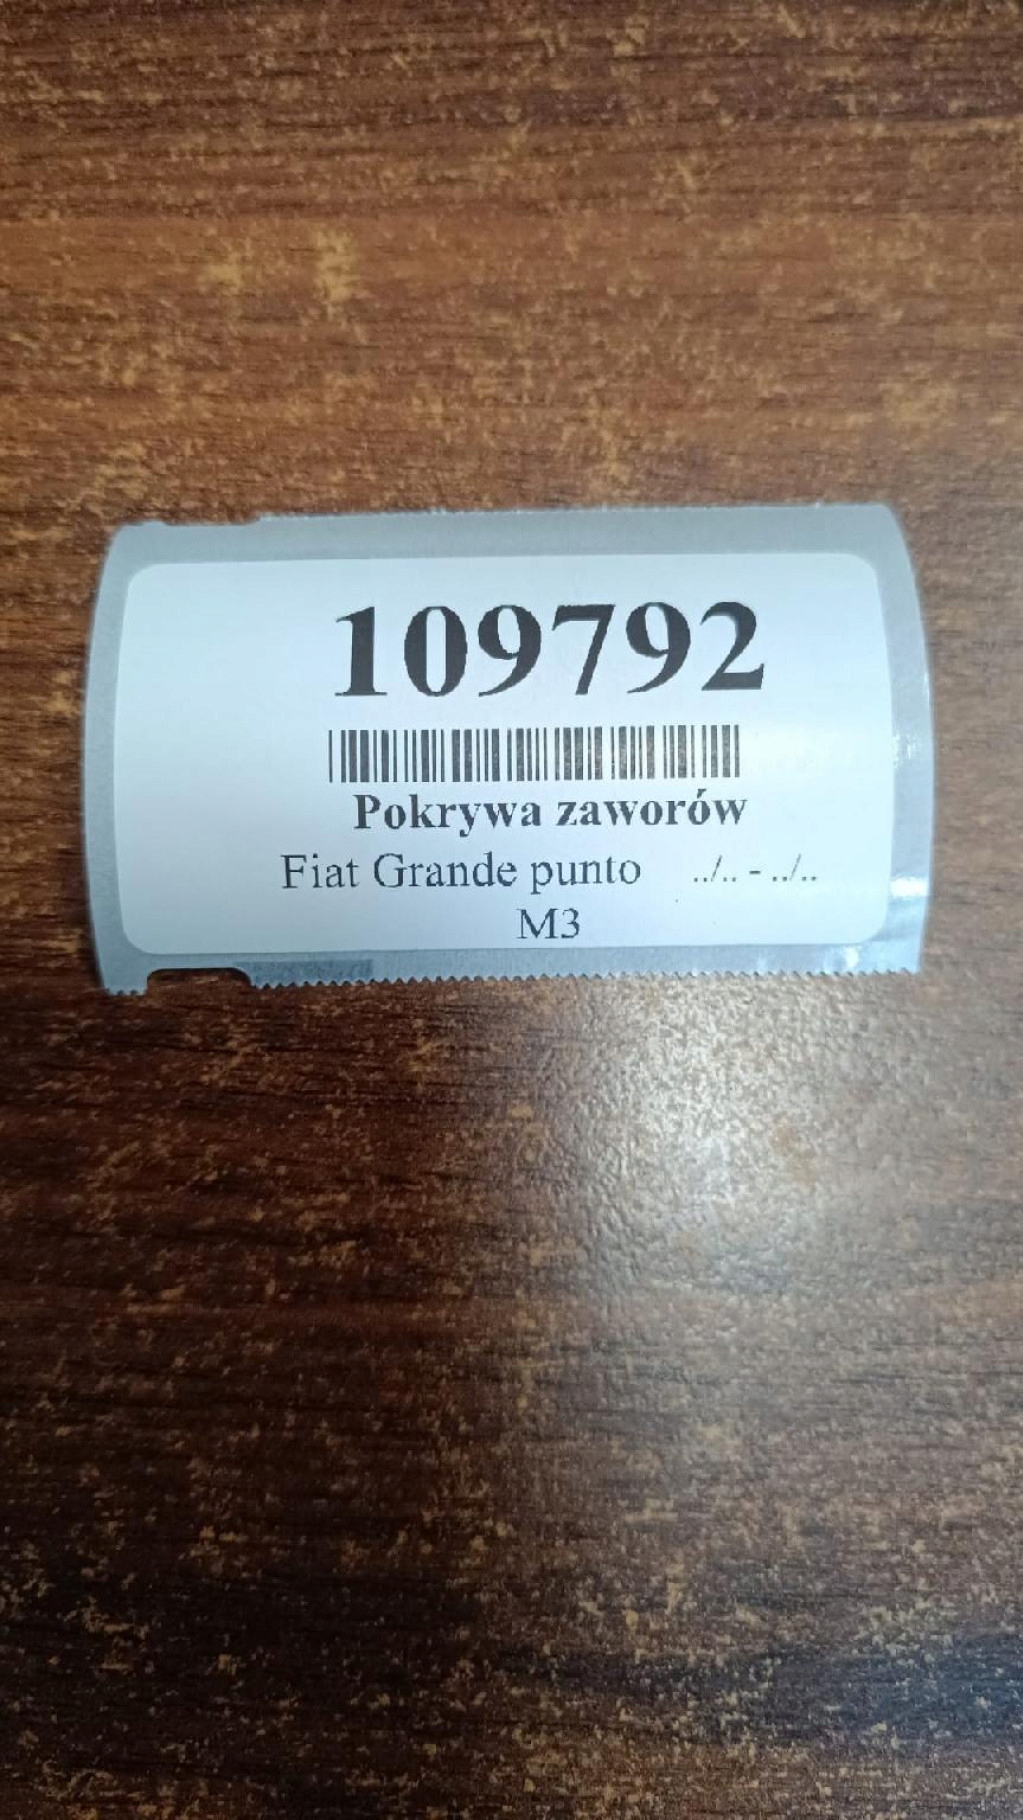 109792
Pokrywa zaworów
Fiat Grande punto ../.. - ../..
M3